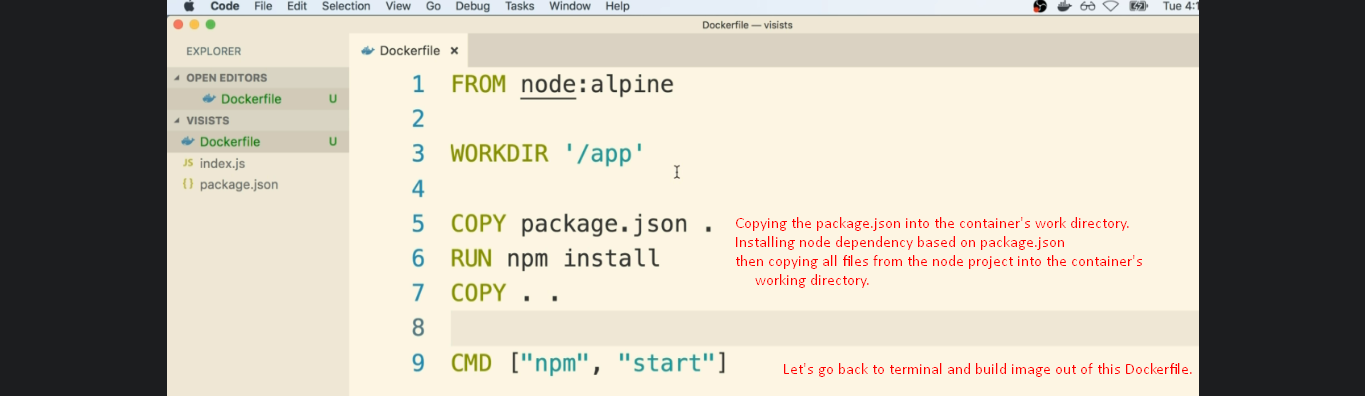 Code File Edit Selection View Go Debug Tasks Window Help Tue 4:1
Dockerfile — visists
EXPLORER
OPEN EDITORS
Dockerfile U
VISISTS
Dockerfile U
JS index.js
{} package.json
Dockerfile ×
1 FROM node:alpine
2
3 WORKDIR '/app'
4
5 COPY package.json . Copying the package.json into the container's work directory.
Installing node dependency based on package.json
6 RUN npm install
then copying all files from the node project into the container's
working directory.
7 COPY . .
8
9 CMD ["npm", "start"] Let's go back to terminal and build image out of this Dockerfile.